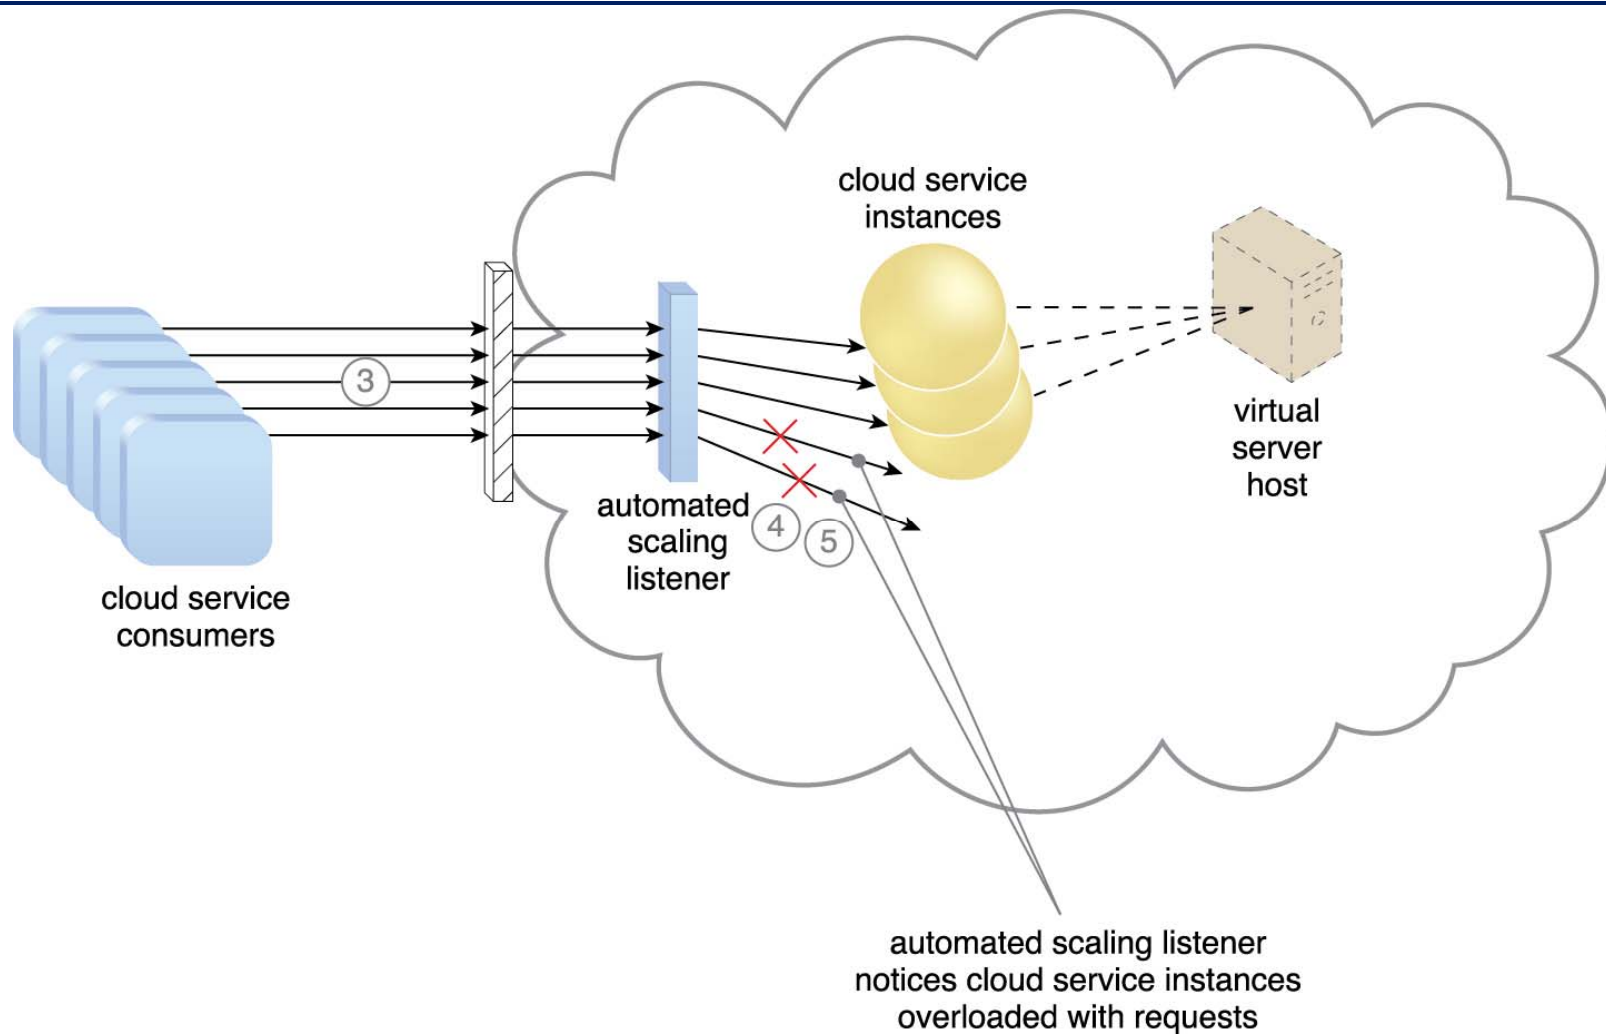 cloud service
instances
3
virtual
server
host
automated
scaling
listener
4
5
cloud service
consumers
automated scaling listener
notices cloud service instances
overloaded with requests